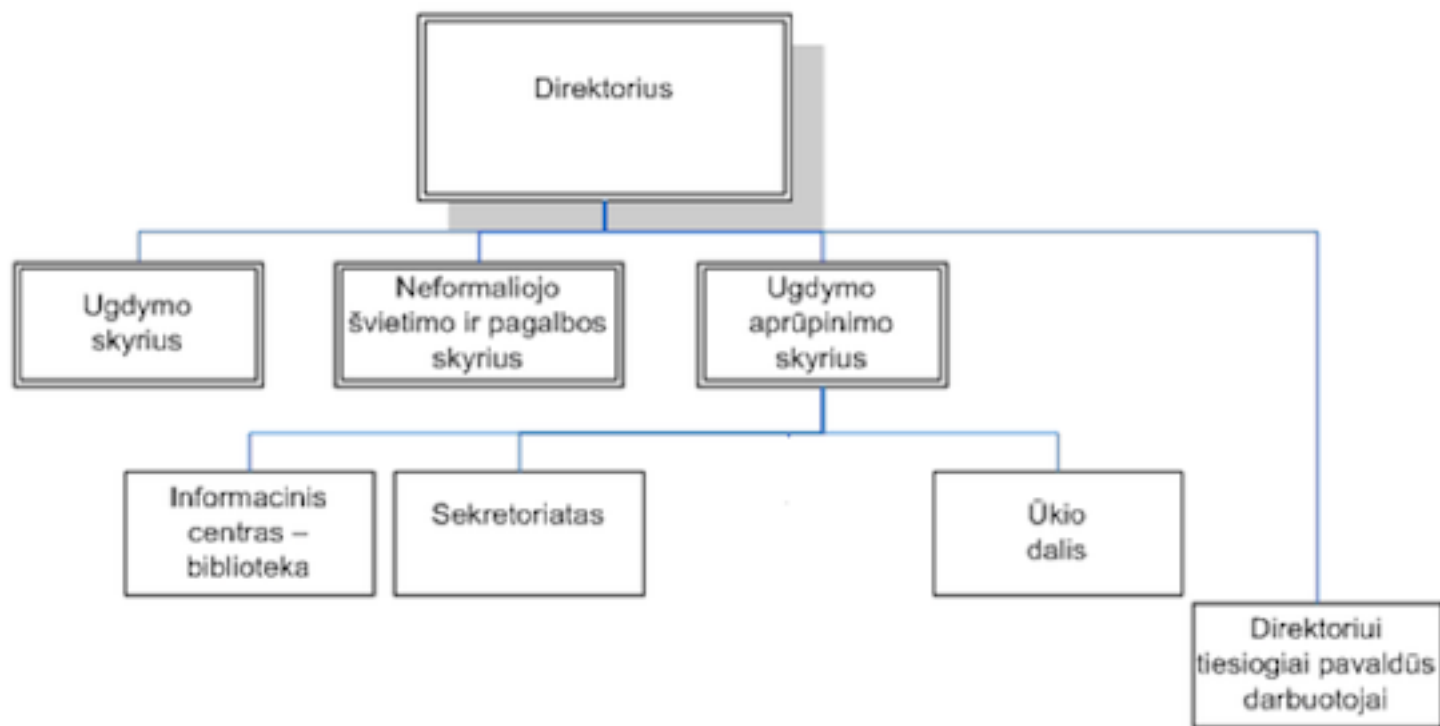 Direktorius
Ugdymo
skyrius
Neformaliojo
švietimo ir pagalbos
skyrius
Ugdymo
aprūpinimo
skyrius
Informacinis
centras –
biblioteka
Sekretoriatas
Ūkio
dalis
Direktoriui
tiesiogiai pavaldūs
darbuotojai